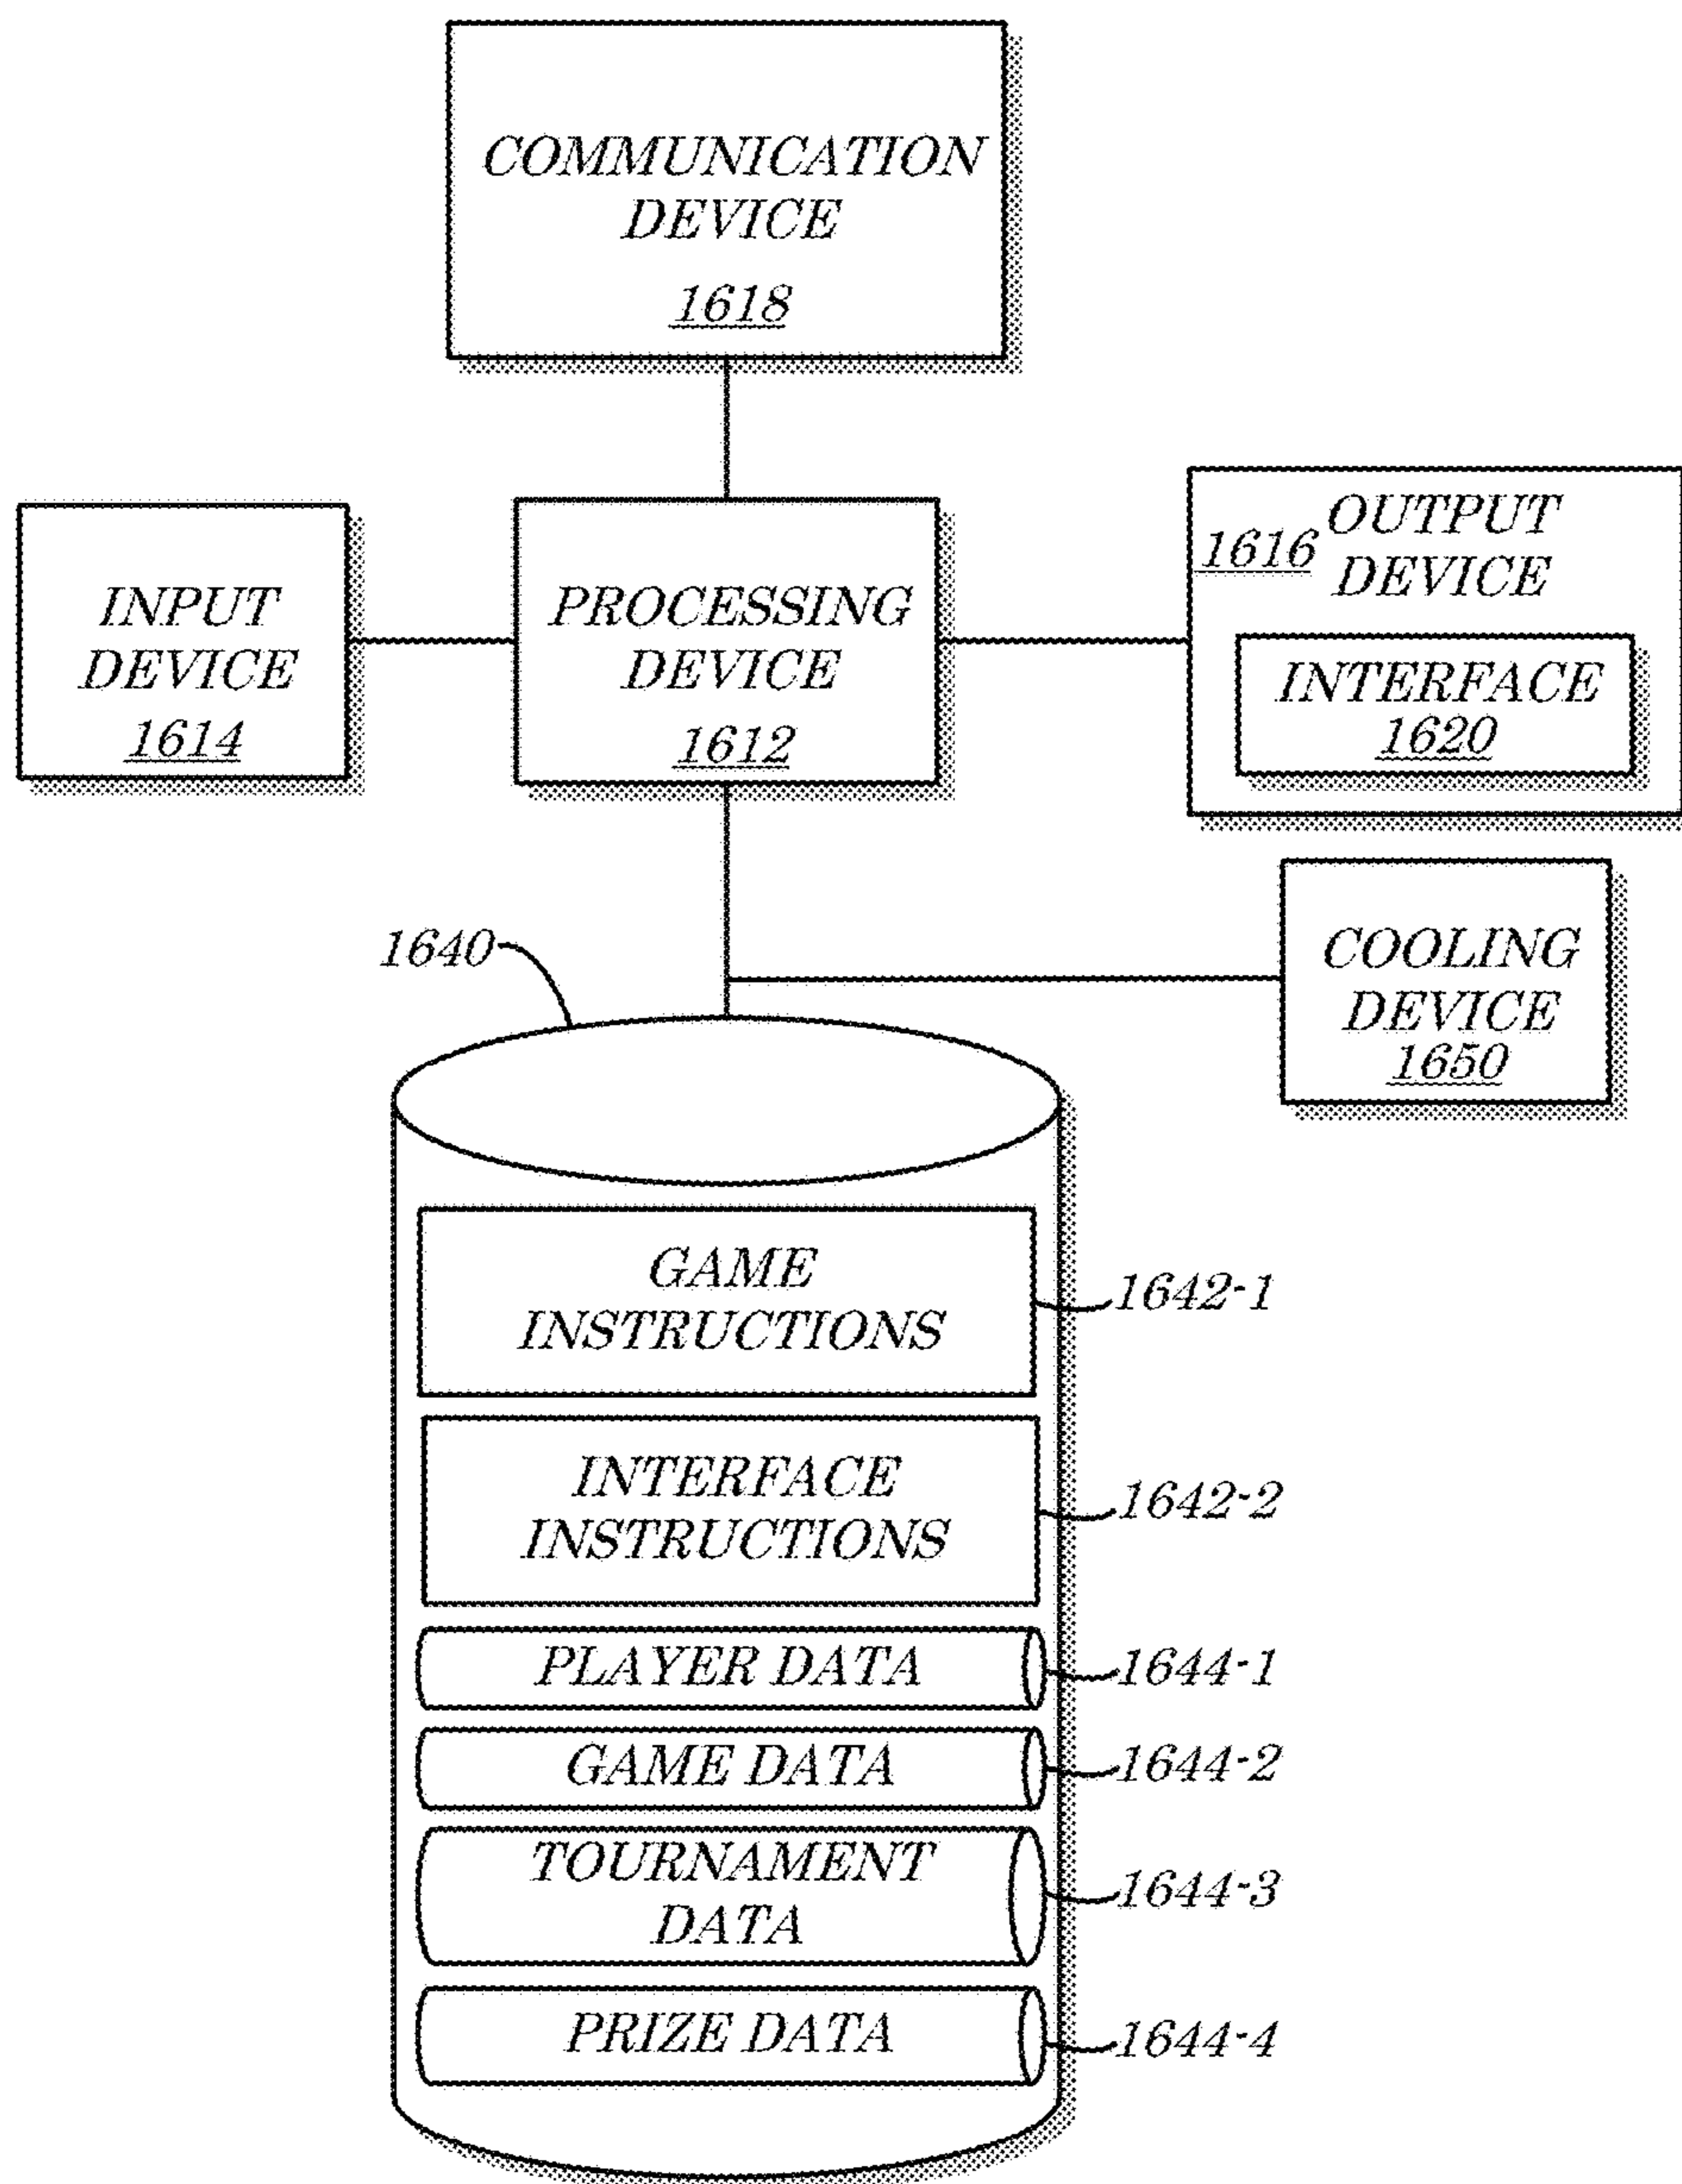 COMMUNICATION
DEVICE
1618
INPUT
DEVICE
1614
PROCESSING
DEVICE
1612
1616
OUTPUT
DEVICE
INTERFACE
1620
1640
COOLING
DEVICE
1650
GAME
INSTRUCTIONS
1642-1
INTERFACE
INSTRUCTIONS
1642-2
PLAYER DATA
1644-1
GAME DATA
1644-2
TOURNAMENT
DATA
1644-3
PRIZE DATA
1644-4